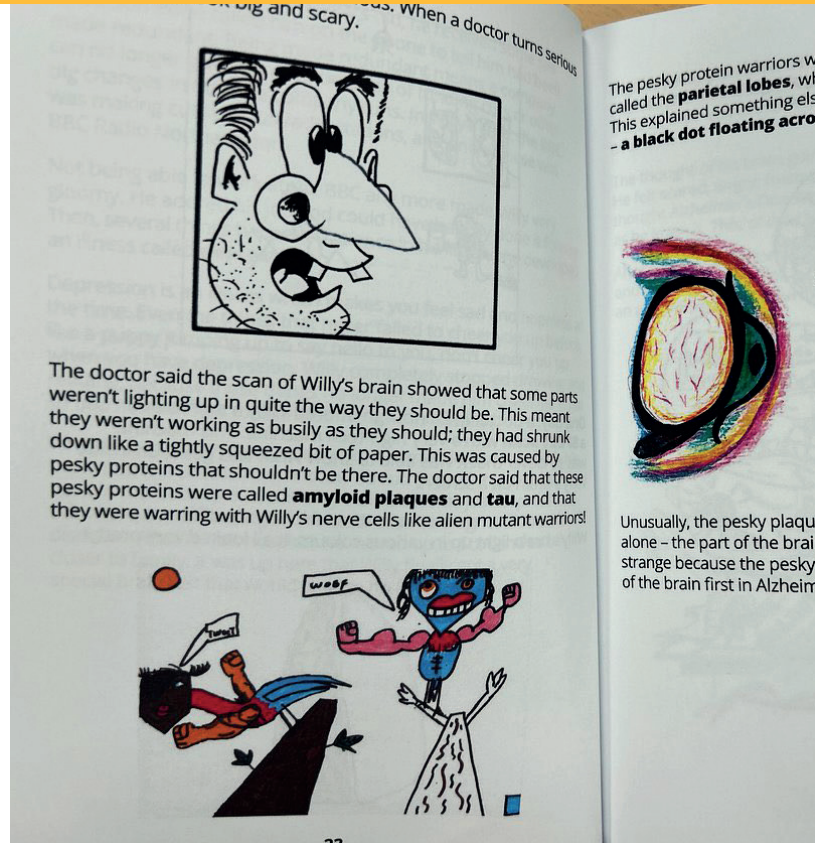 big and scary.
When a doctor turns serious
The doctor said the scan of Willy's brain showed that some parts
weren't lighting up in quite the way they should be. This meant
they weren't working as busily as they should; they had shrunk
down like a tightly squeezed bit of paper. This was caused by
pesky proteins that shouldn't be there. The doctor said that these
pesky proteins were called amyloid plaques and tau, and that
they were warring with Willy's nerve cells like alien mutant warriors!
TWEET
WOOF
The pesky protein warriors
called the parietal lobes,
This explained something
– a black dot floating
Unusually, the pesky
alone – the part of the
strange because the pesky
of the brain first in